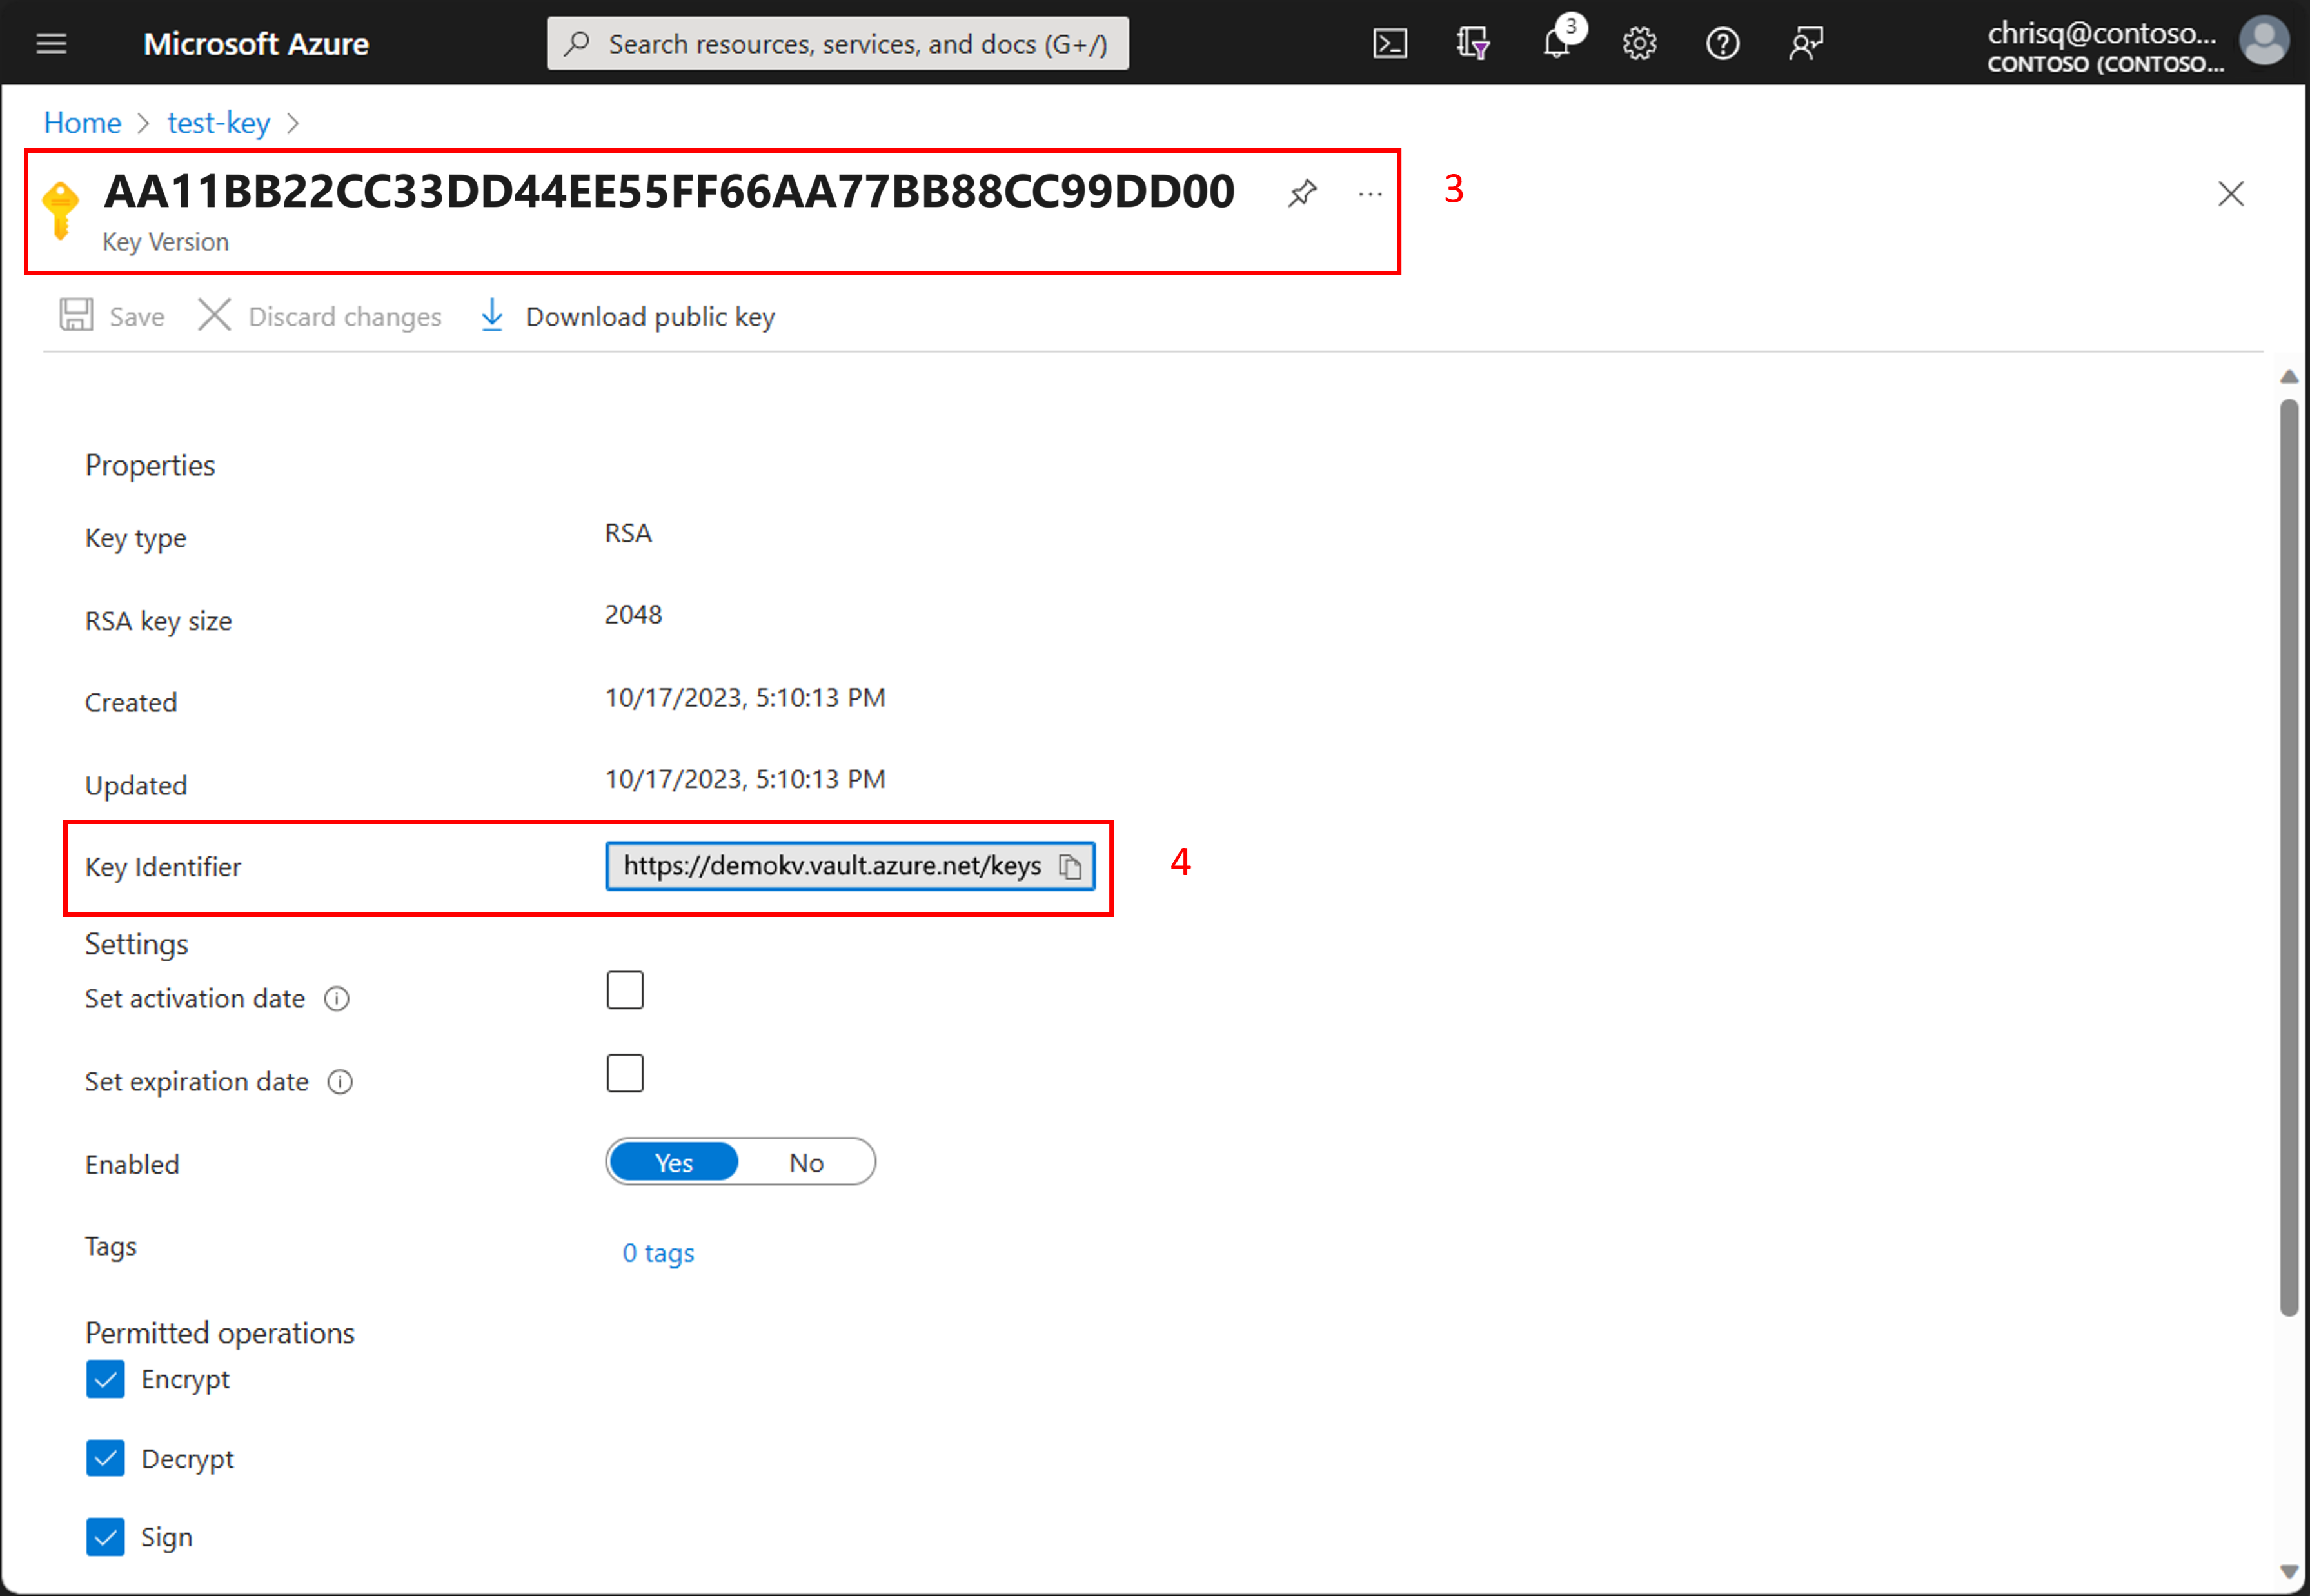 Microsoft Azure
Search resources, services, and docs (G+/)
3
chrisq@contoso...
CONTOSO (CONTOSO...
Home > test-key >
AA11BB22CC33DD44EE55FF66AA77BB88CC99DD00
...
3
Key Version
Save
Discard changes
Download public key
Properties
Key type
RSA
RSA key size
2048
Created
10/17/2023, 5:10:13 PM
Updated
10/17/2023, 5:10:13 PM
Key Identifier
https://demokv.vault.azure.net/keys
4
Settings
Set activation date
Set expiration date
Enabled
Yes
No
Tags
0 tags
Permitted operations
Encrypt
Decrypt
Sign